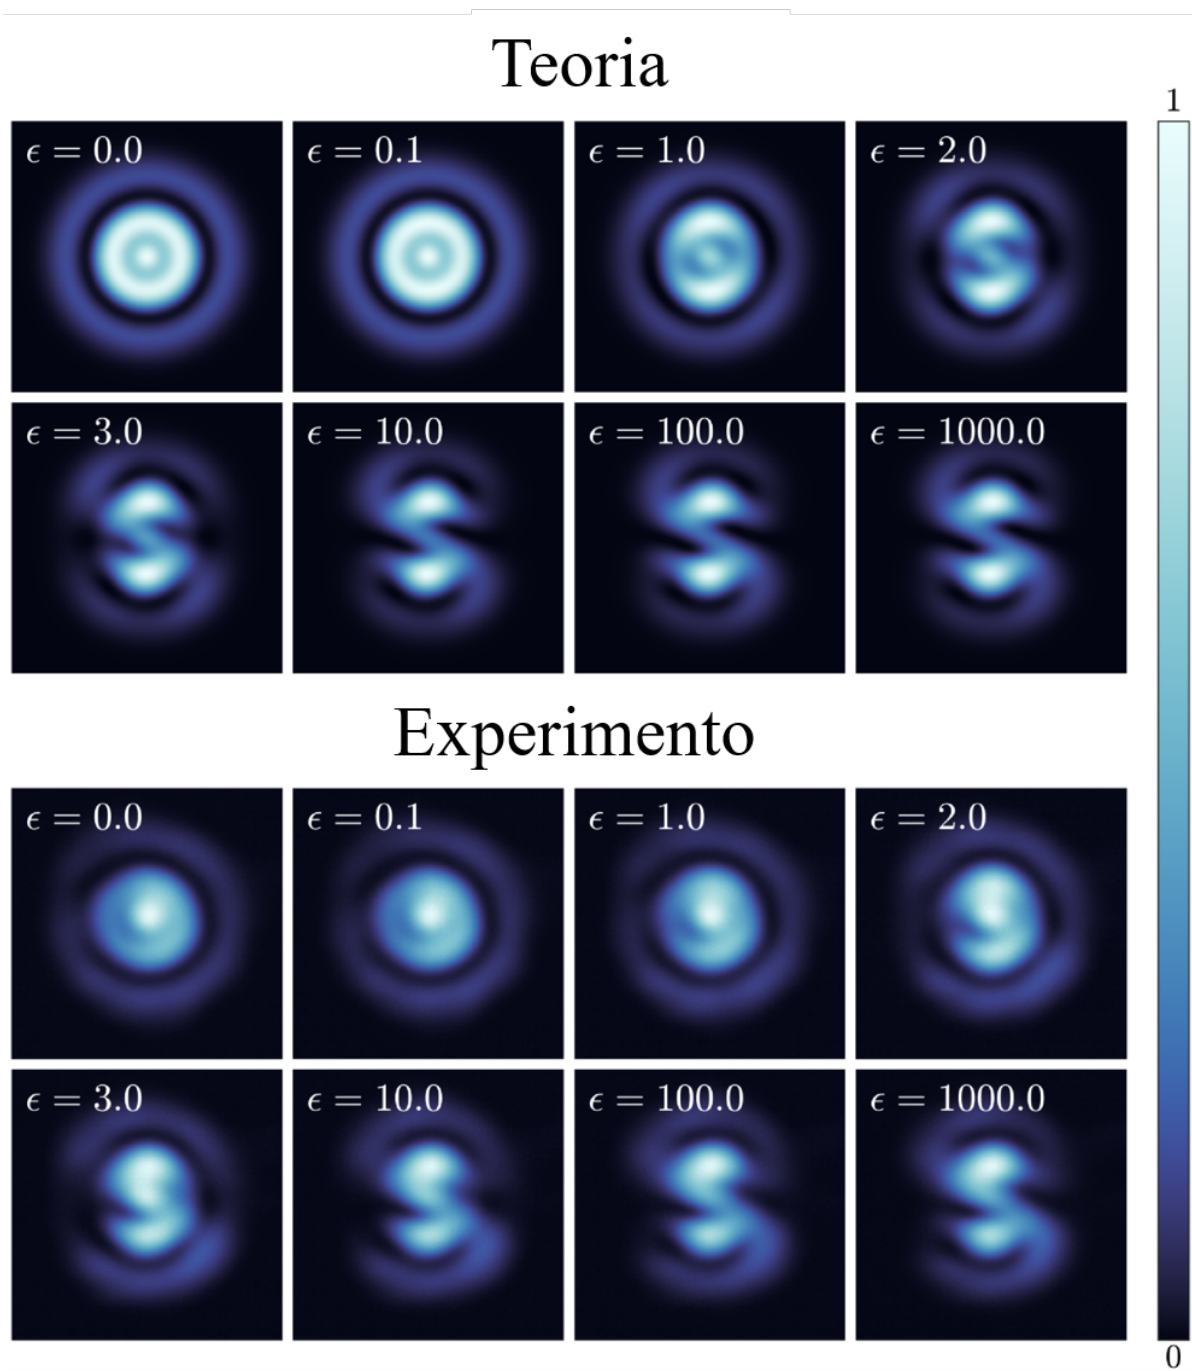 Teoria
1
ϵ = 0.0
ϵ = 0.1
ϵ = 1.0
ϵ = 2.0
ϵ = 3.0
ϵ = 10.0
ϵ = 100.0
ϵ = 1000.0
Experimento
ϵ = 0.0
ϵ = 0.1
ϵ = 1.0
ϵ = 2.0
ϵ = 3.0
ϵ = 10.0
ϵ = 100.0
ϵ = 1000.0
0